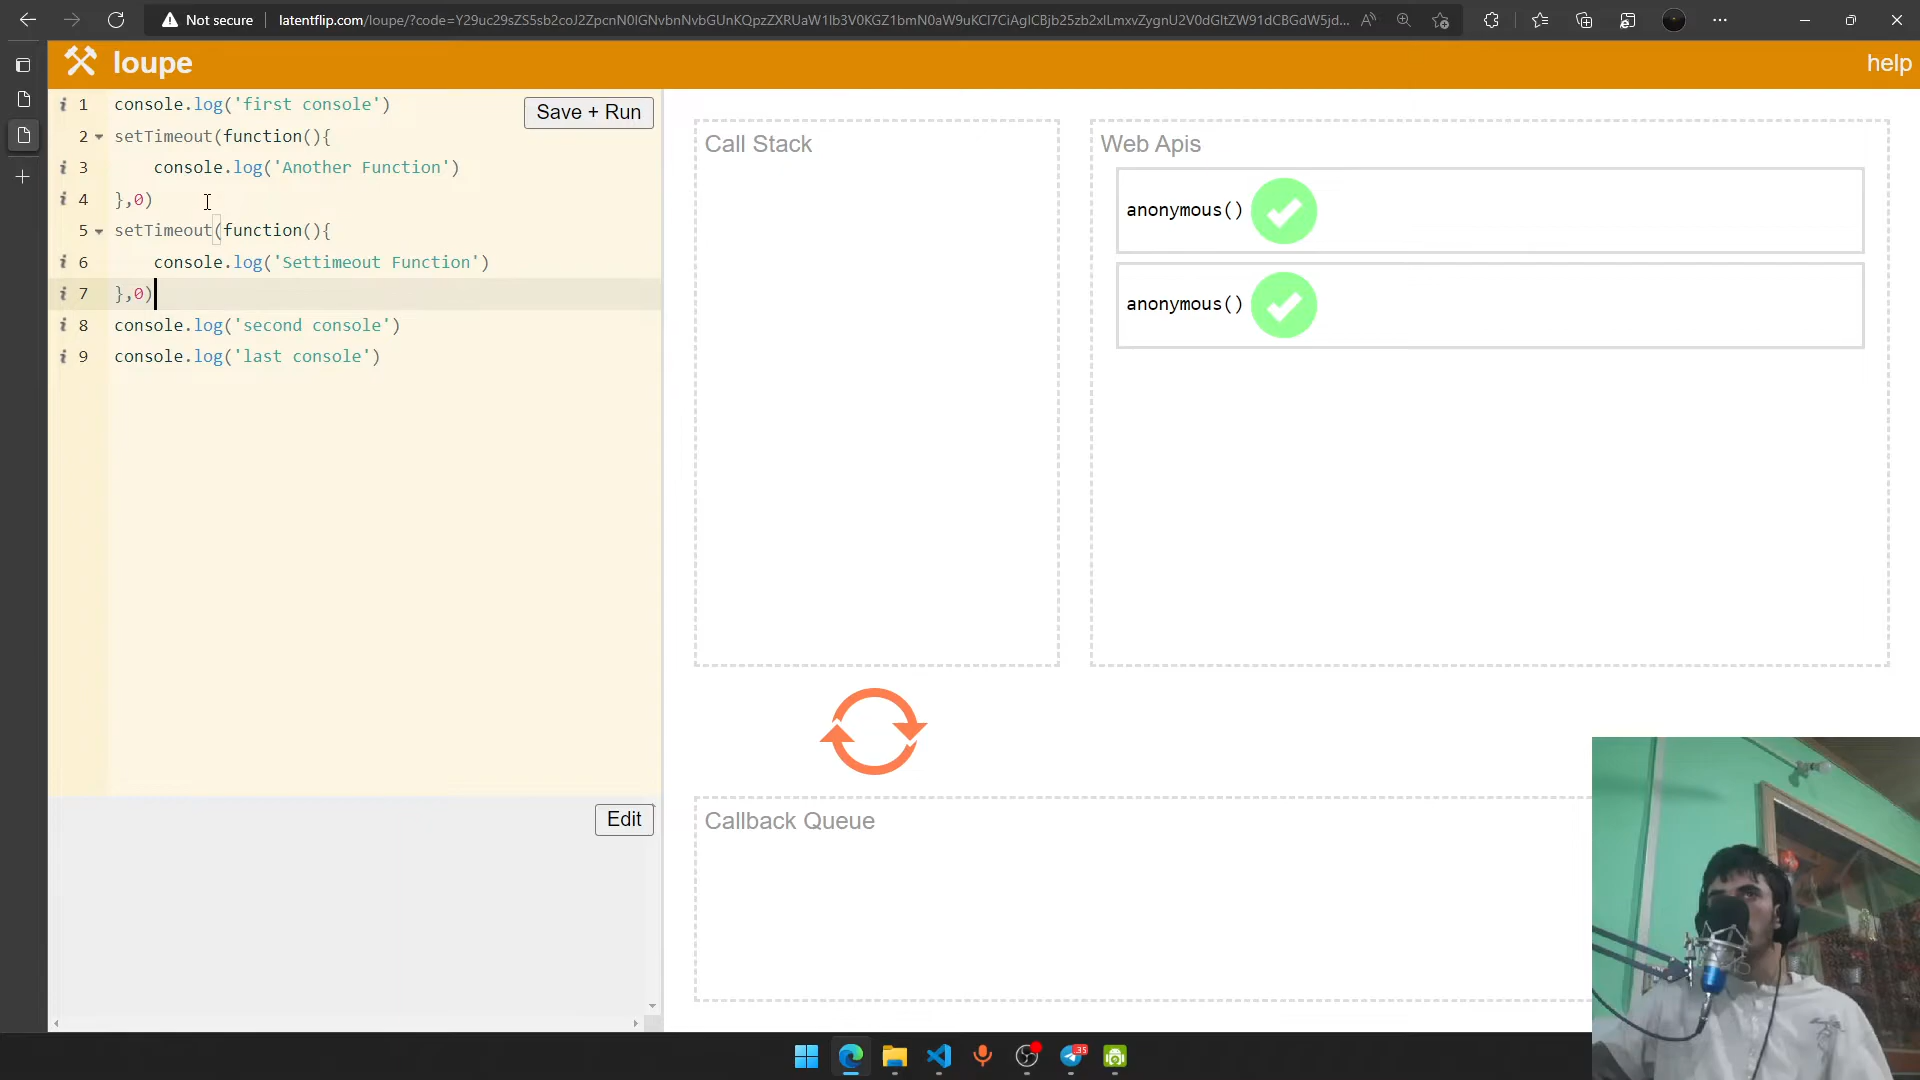 Not secure
latentflip.com/loupe/?code=Y29uc29sZS5sb2coJ2ZpcnN0IGNvbnNvbGUnKQpzZXRUaW1lb3V0KGZ1bmN0aW9uKCl7CiAgICBjb25zb2xlLmxvZygnU2V0dGltZW91dCBGdW5jd...
loupe
help
1 console.log('first console')
Save + Run
2 setTimeout(function(){
3 console.log('Another Function')
4 },0)
5 setTimeout(function(){
6 console.log('Settimeout Function')
7 },0)
8 console.log('second console')
9 console.log('last console')
Edit
Call Stack
Web Apis
anonymous()
anonymous()
Callback Queue
35